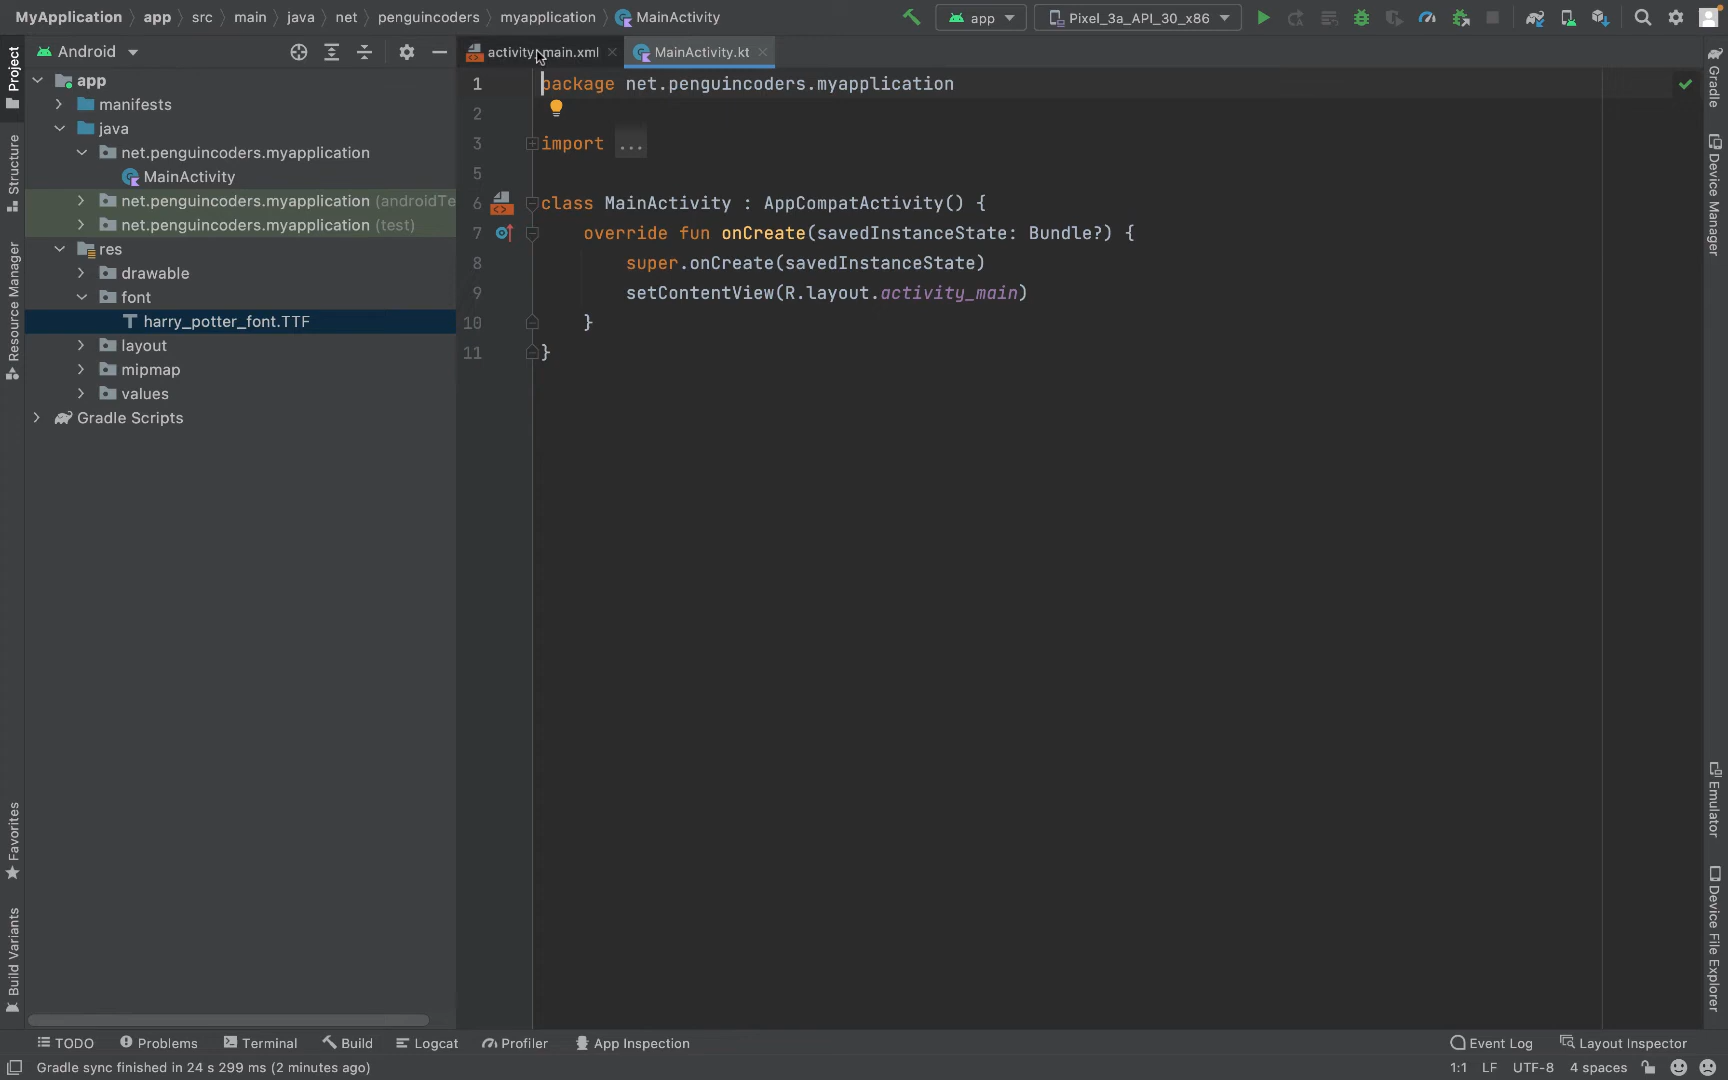 MyApplication app src main java net penguincoders myapplication MainActivity
app
Pixel_3a_API_30_x86
Project
Structure
Resource Manager
Favorites
Build Variants
Android
app
manifests
java
net.penguincoders.myapplication
MainActivity
net.penguincoders.myapplication (androidTe
net.penguincoders.myapplication (test)
res
drawable
font
harry_potter_font.TTF
layout
mipmap
values
Gradle Scripts
activity_main.xml
MainActivity.kt
1 package net.penguincoders.myapplication
2
3 import ...
5
6 class MainActivity : AppCompatActivity() {
7 override fun onCreate(savedInstanceState: Bundle?) {
8 super.onCreate(savedInstanceState)
9 setContentView(R.layout.activity_main)
10 }
11 }
Gradle
Device Manager
Emulator
Device File Explorer
TODO Problems Terminal Build Logcat Profiler App Inspection Event Log Layout Inspector
Gradle sync finished in 24 s 299 ms (2 minutes ago) 1:1 LF UTF-8 4 spaces